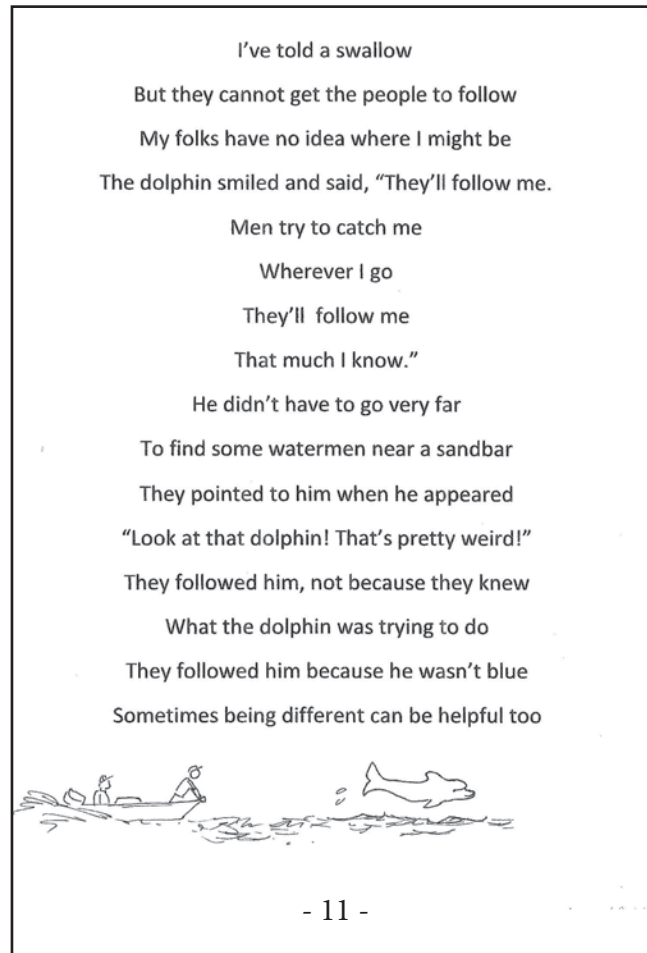 I’ve told a swallow
But they cannot get the people to follow
My folks have no idea where I might be
The dolphin smiled and said, “They’ll follow me.
Men try to catch me
Wherever I go
They’ll  follow me
That much I know.”
He didn’t have to go very far
To find some watermen near a sandbar
They pointed to him when he appeared
“Look at that dolphin! That’s pretty weird!”
They followed him, not because they knew
What the dolphin was trying to do
They followed him because he wasn’t blue
Sometimes being different can be helpful too
- 11 -